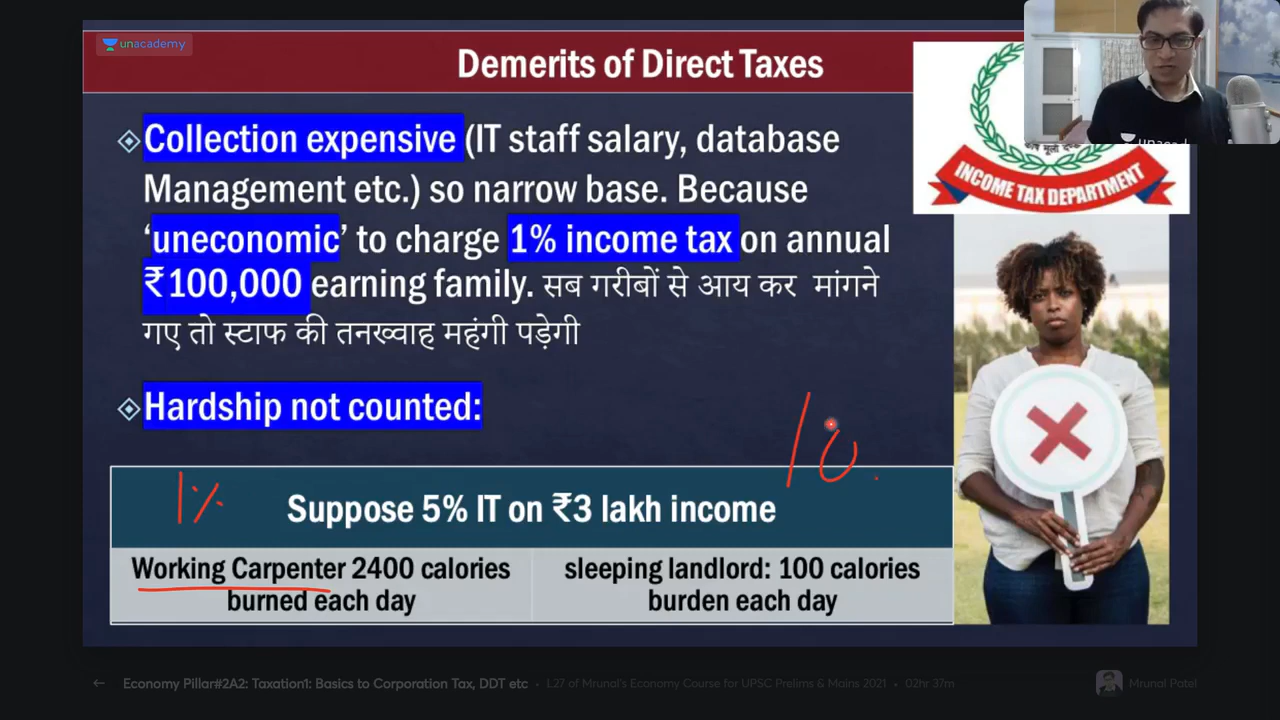 unacademy
Demerits of Direct Taxes
Collection expensive (IT staff salary, database
Management etc.) so narrow base. Because
‘uneconomic’ to charge 1% income tax on annual
₹100,000 earning family. सब गरीबों से आय कर मांगने
गए तो स्टाफ की तनख्वाह महंगी पड़ेगी
Hardship not counted:
1%
Suppose 5% IT on ₹3 lakh income
Working Carpenter 2400 calories
burned each day
sleeping landlord: 100 calories
burden each day
INCOME TAX DEPARTMENT
Economy Pillar#2A2: Taxation1: Basics to Corporation Tax, DDT etc • L27 of Mrunal's Economy Course for UPSC Prelims & Mains 2021 • 02hr 37m
Mrunal Patel